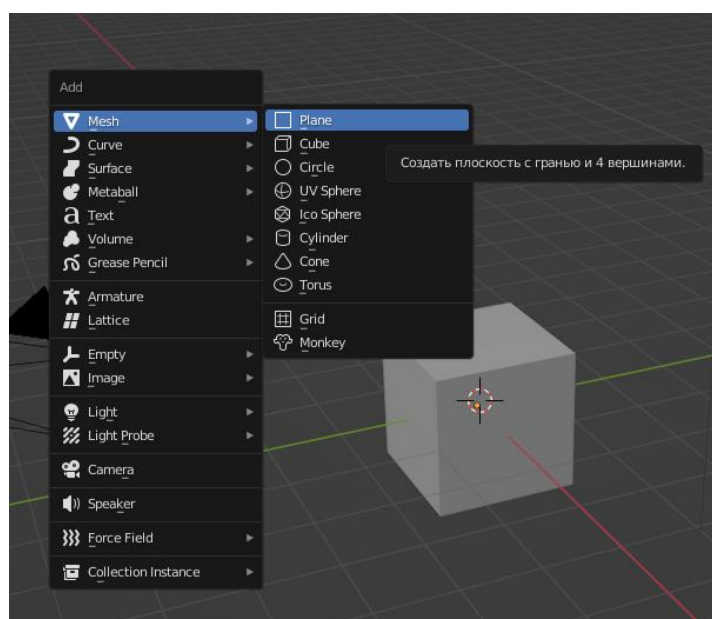 Add
Mesh
Curve
Surface
Metaball
Text
Volume
Grease Pencil
Armature
Lattice
Empty
Image
Light
Light Probe
Camera
Speaker
Force Field
Collection Instance
Plane
Cube
Circle
UV Sphere
Ico Sphere
Cylinder
Cone
Torus
Grid
Monkey
Создать плоскость с гранью и 4 вершинами.